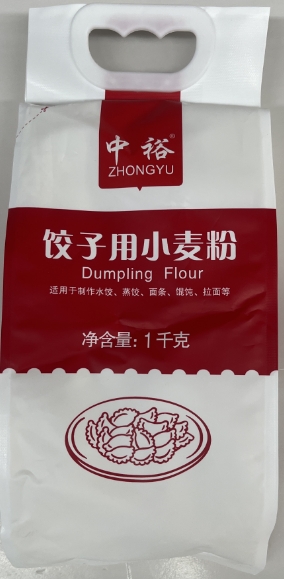 中裕®
ZHONGYU
饺子用小麦粉
Dumpling Flour
适用于制作水饺、蒸饺、面条、馄饨、拉面等
净含量：1千克